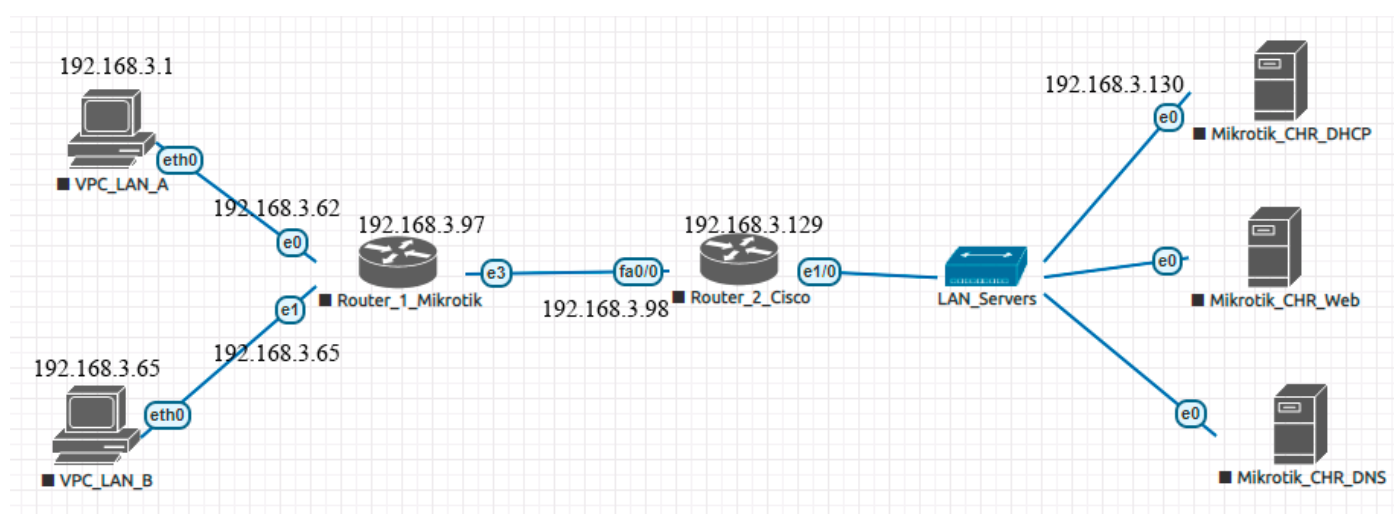 192.168.3.1
eth0
VPC_LAN_A
192.168.3.62
e0
192.168.3.97
e3
Router_1_Mikrotik
e1
192.168.3.65
192.168.3.65
eth0
VPC_LAN_B
192.168.3.129
fa0/0
e1/0
Router_2_Cisco
192.168.3.98
LAN_Servers
192.168.3.130
e0
Mikrotik_CHR_DHCP
e0
Mikrotik_CHR_Web
e0
Mikrotik_CHR_DNS